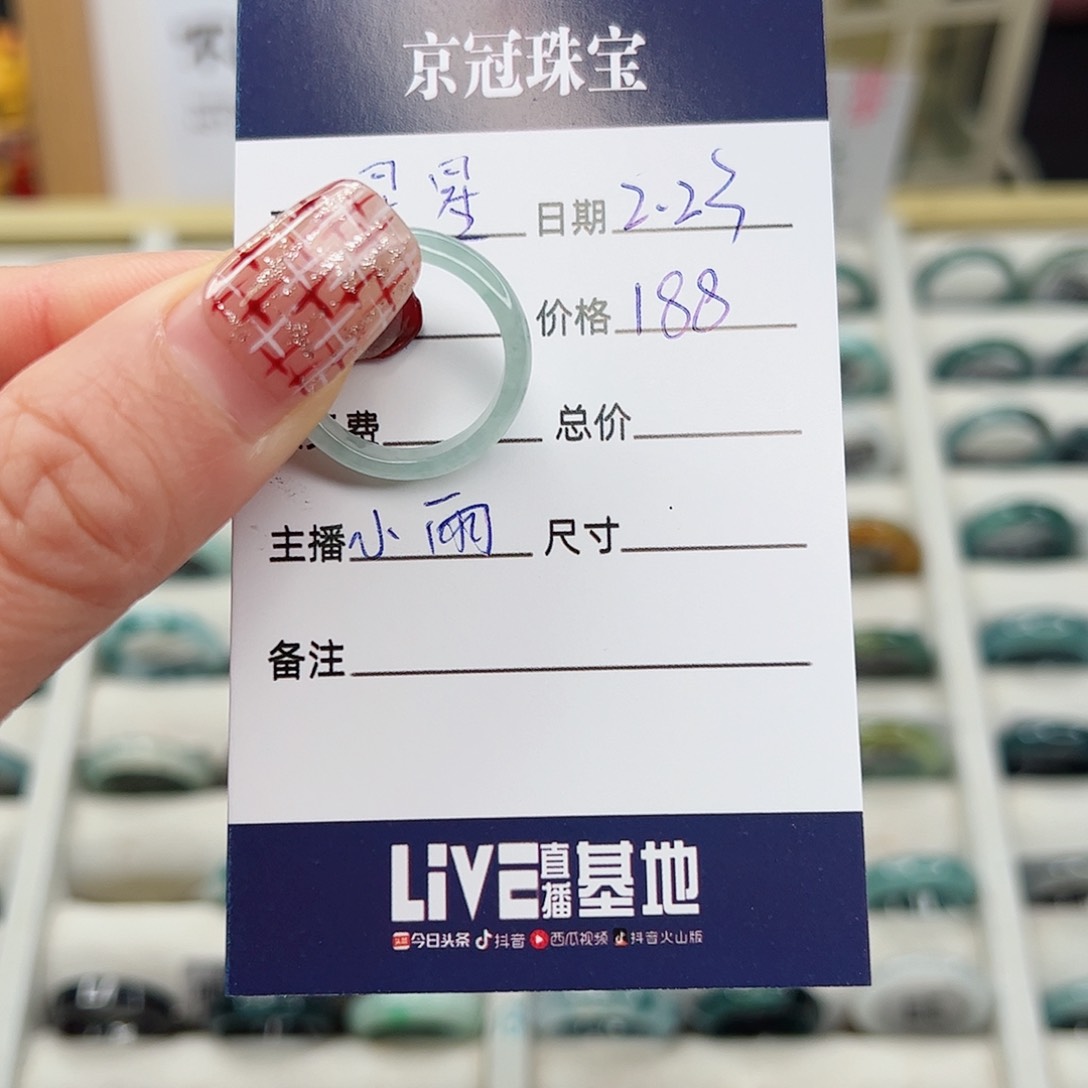 京冠珠宝
星星 日期 2.23
价格 188
费 总价
主播 小雨 尺寸
备注
LiVE直播基地
今日头条 抖音 西瓜视频 抖音火山版